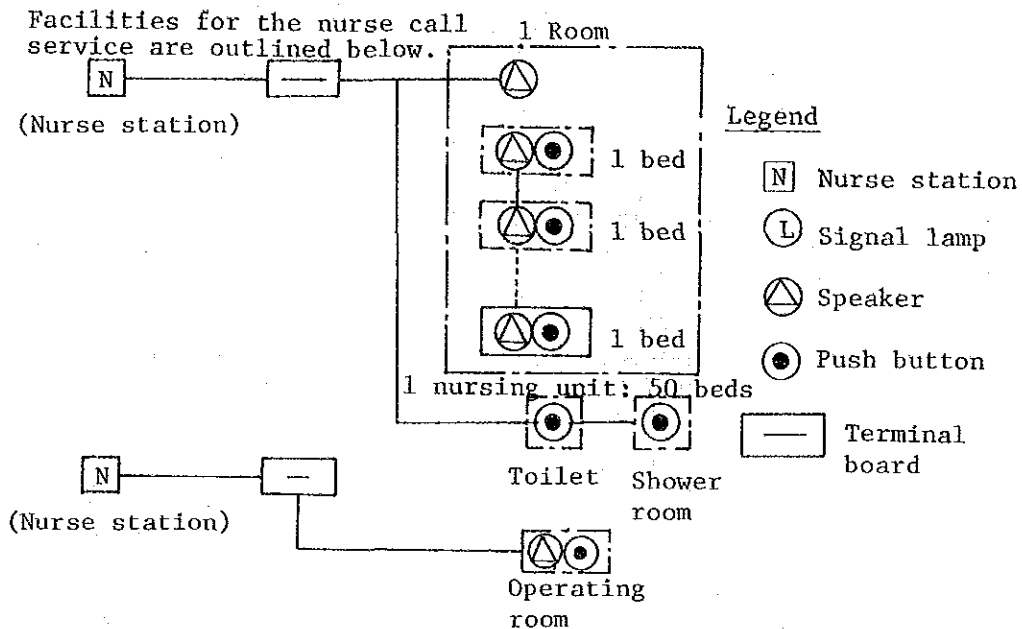 Facilities for the nurse call
service are outlined below.
1 Room
N
(Nurse station)
1 bed
1 bed
1 bed
1 nursing unit: 50 beds
Toilet
Shower
room
N
(Nurse station)
Operating
room
Legend
N Nurse station
L Signal lamp
Speaker
Push button
Terminal
board